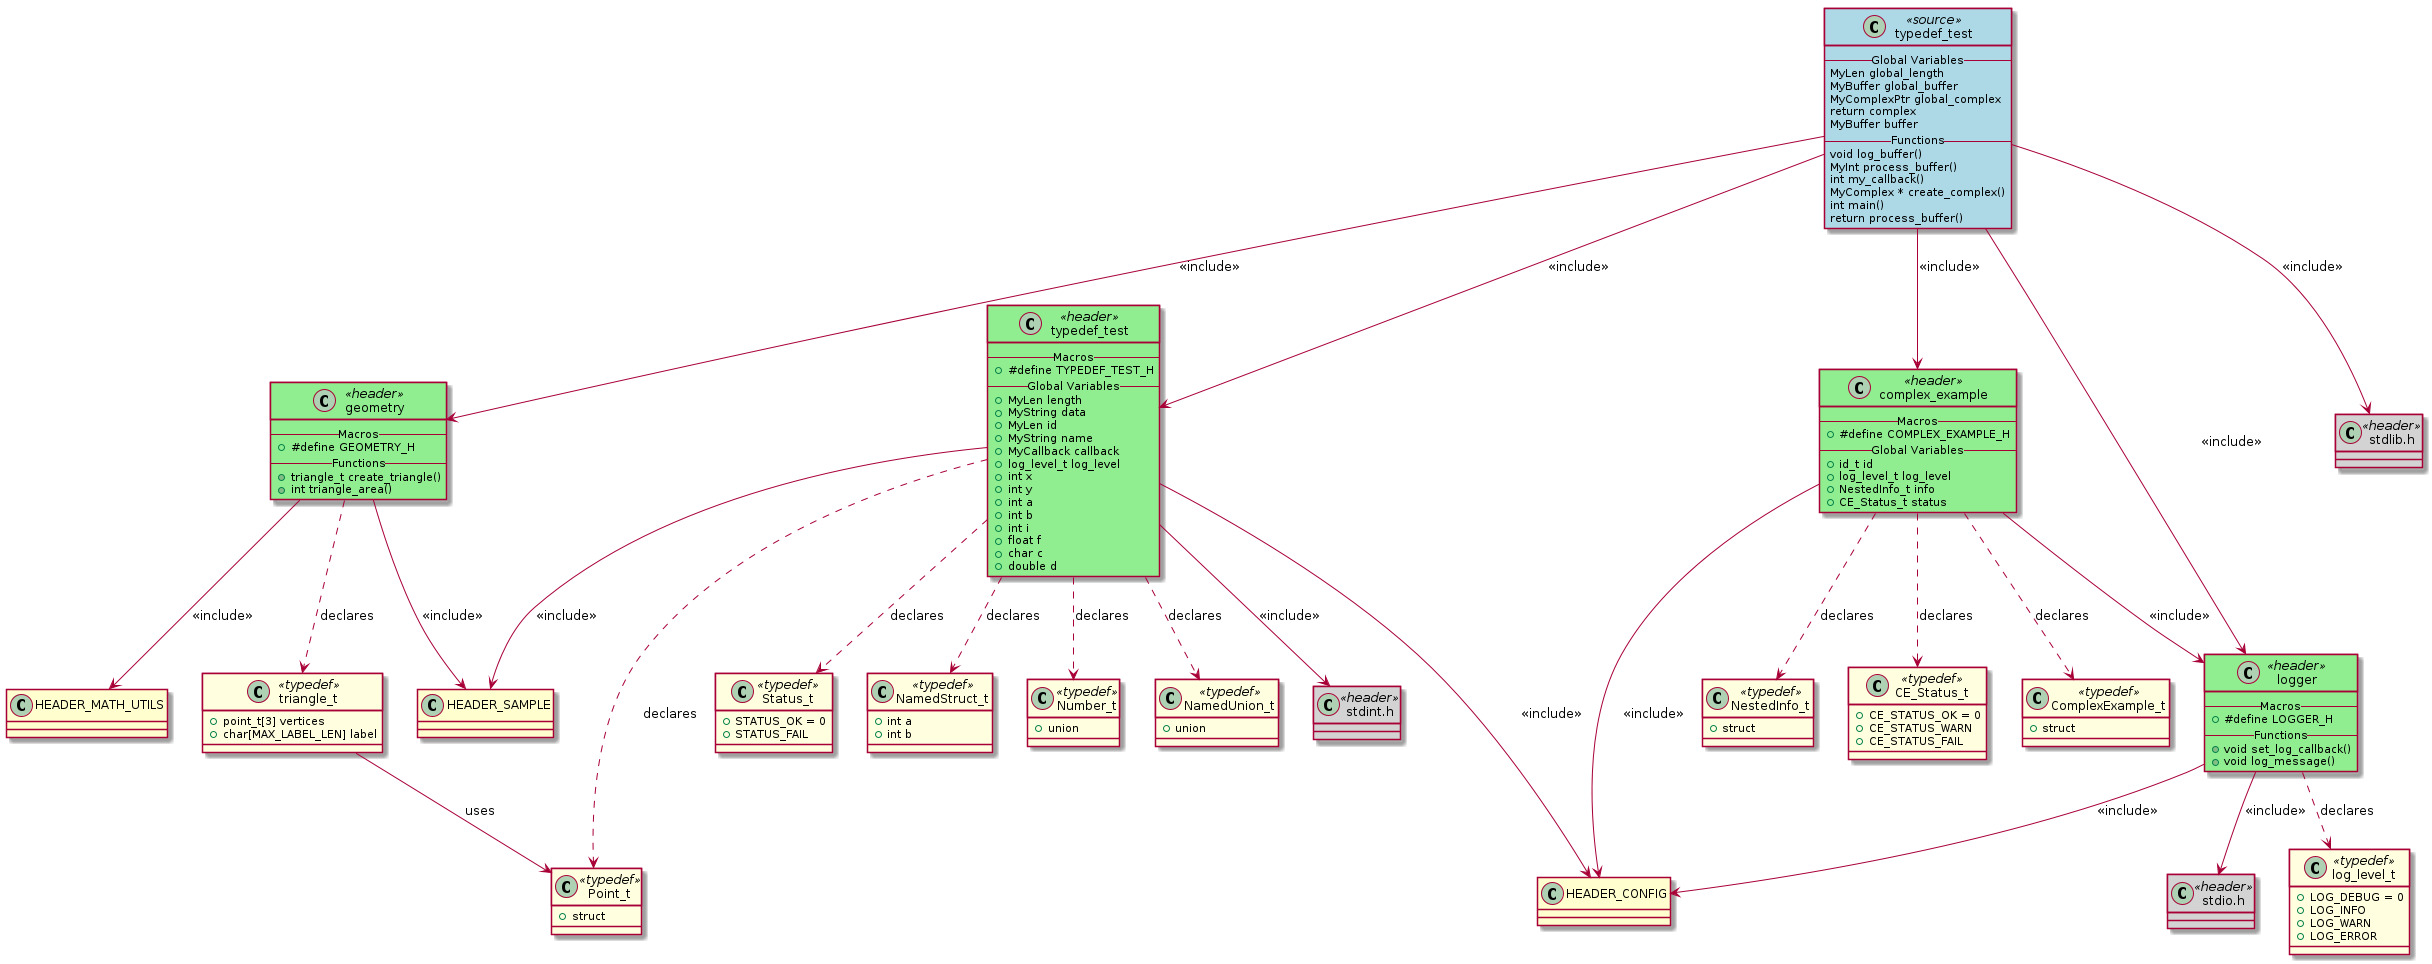 C
«source»
typedef_test
Global Variables
MyLen global_length
MyBuffer global_buffer
MyComplexPtr global_complex
return complex
MyBuffer buffer
Functions
void log_buffer()
MyInt process_buffer()
int my_callback()
MyComplex * create_complex()
int main()
return process_buffer()
«include»
«include»
«include»
«include»
«include»
C
«header»
geometry
Macros
#define GEOMETRY_H
Functions
triangle_t create_triangle()
int triangle_area()
C
«header»
typedef_test
Macros
#define TYPEDEF_TEST_H
Global Variables
MyLen length
MyString data
MyLen id
MyString name
MyCallback callback
log_level_t log_level
int x
int y
int a
int b
int i
float f
char c
double d
C
«header»
complex_example
Macros
#define COMPLEX_EXAMPLE_H
Global Variables
id_t id
log_level_t log_level
NestedInfo_t info
CE_Status_t status
C
«header»
stdlib.h
«include»
declares
«include»
«include»
declares
declares
declares
declares
declares
«include»
«include»
«include»
declares
declares
declares
«include»
C
HEADER_MATH_UTILS
C
«typedef»
triangle_t
point_t[3] vertices
char[MAX_LABEL_LEN] label
C
HEADER_SAMPLE
C
«typedef»
Status_t
STATUS_OK = 0
STATUS_FAIL
C
«typedef»
NamedStruct_t
int a
int b
C
«typedef»
Number_t
union
C
«typedef»
NamedUnion_t
union
C
«header»
stdint.h
C
«typedef»
NestedInfo_t
struct
C
«typedef»
CE_Status_t
CE_STATUS_OK = 0
CE_STATUS_WARN
CE_STATUS_FAIL
C
«typedef»
ComplexExample_t
struct
C
«header»
logger
Macros
#define LOGGER_H
Functions
void set_log_callback()
void log_message()
uses
«include»
«include»
declares
C
«typedef»
Point_t
struct
C
HEADER_CONFIG
C
«header»
stdio.h
C
«typedef»
log_level_t
LOG_DEBUG = 0
LOG_INFO
LOG_WARN
LOG_ERROR